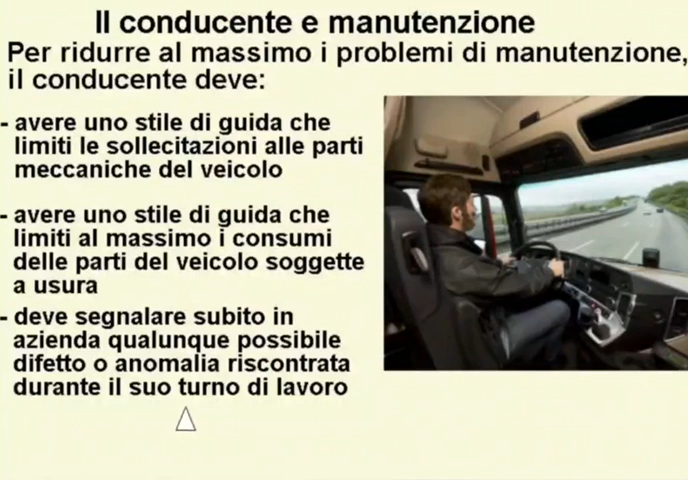 Il conducente e manutenzione
Per ridurre al massimo i problemi di manutenzione,
il conducente deve:
- avere uno stile di guida che
limiti le sollecitazioni alle parti
meccaniche del veicolo
- avere uno stile di guida che
limiti al massimo i consumi
delle parti del veicolo soggette
a usura
- deve segnalare subito in
azienda qualunque possibile
difetto o anomalia riscontrata
durante il suo turno di lavoro